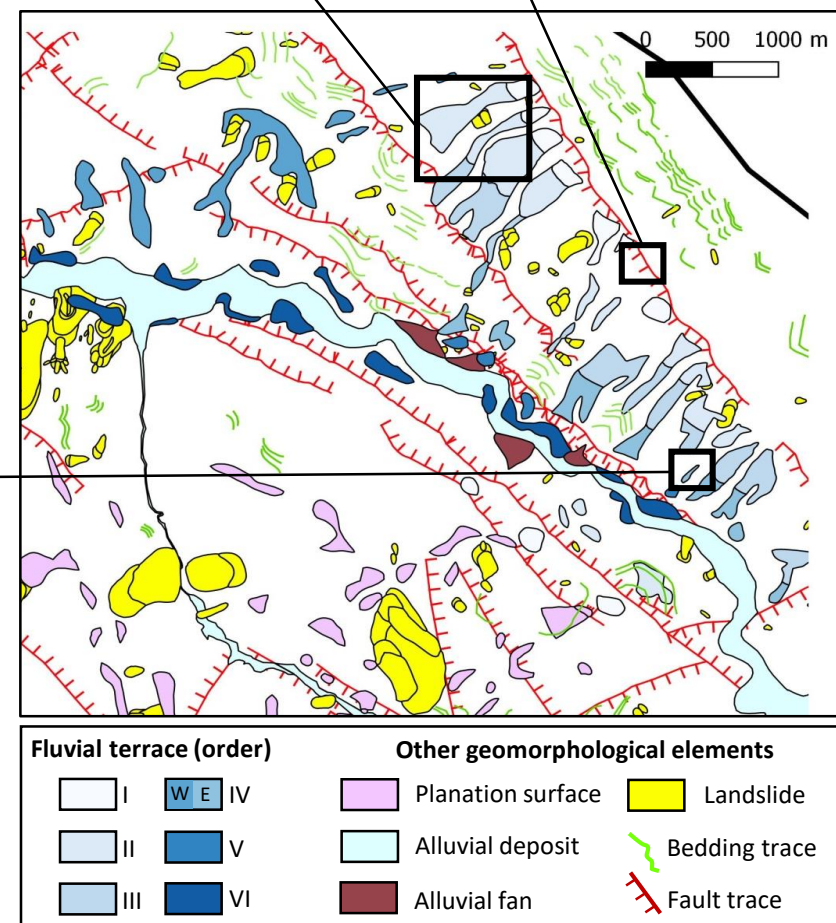 0 500 1000 m
Fluvial terrace (order) Other geomorphological elements
I W E IV Planation surface Landslide
II V Alluvial deposit Bedding trace
III VI Alluvial fan Fault trace